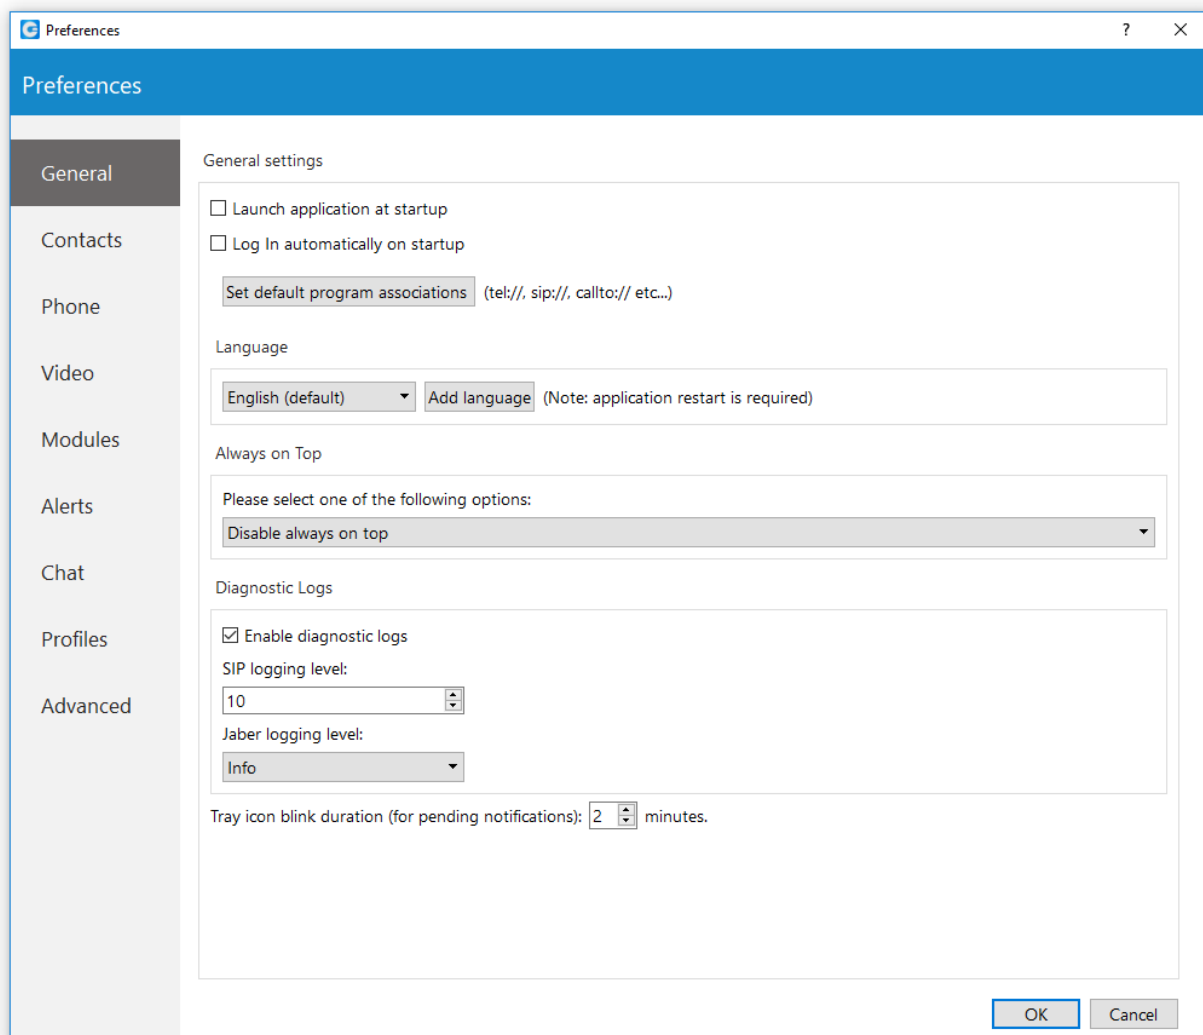 Preferences
?
Preferences
General
Contacts
Phone
Video
Modules
Alerts
Chat
Profiles
Advanced
General settings
Launch application at startup
Log In automatically on startup
Set default program associations (tel://, sip://, callto:// etc...)
Language
English (default) Add language (Note: application restart is required)
Always on Top
Please select one of the following options:
Disable always on top
Diagnostic Logs
Enable diagnostic logs
SIP logging level:
10
Jaber logging level:
Info
Tray icon blink duration (for pending notifications): 2 minutes.
OK Cancel